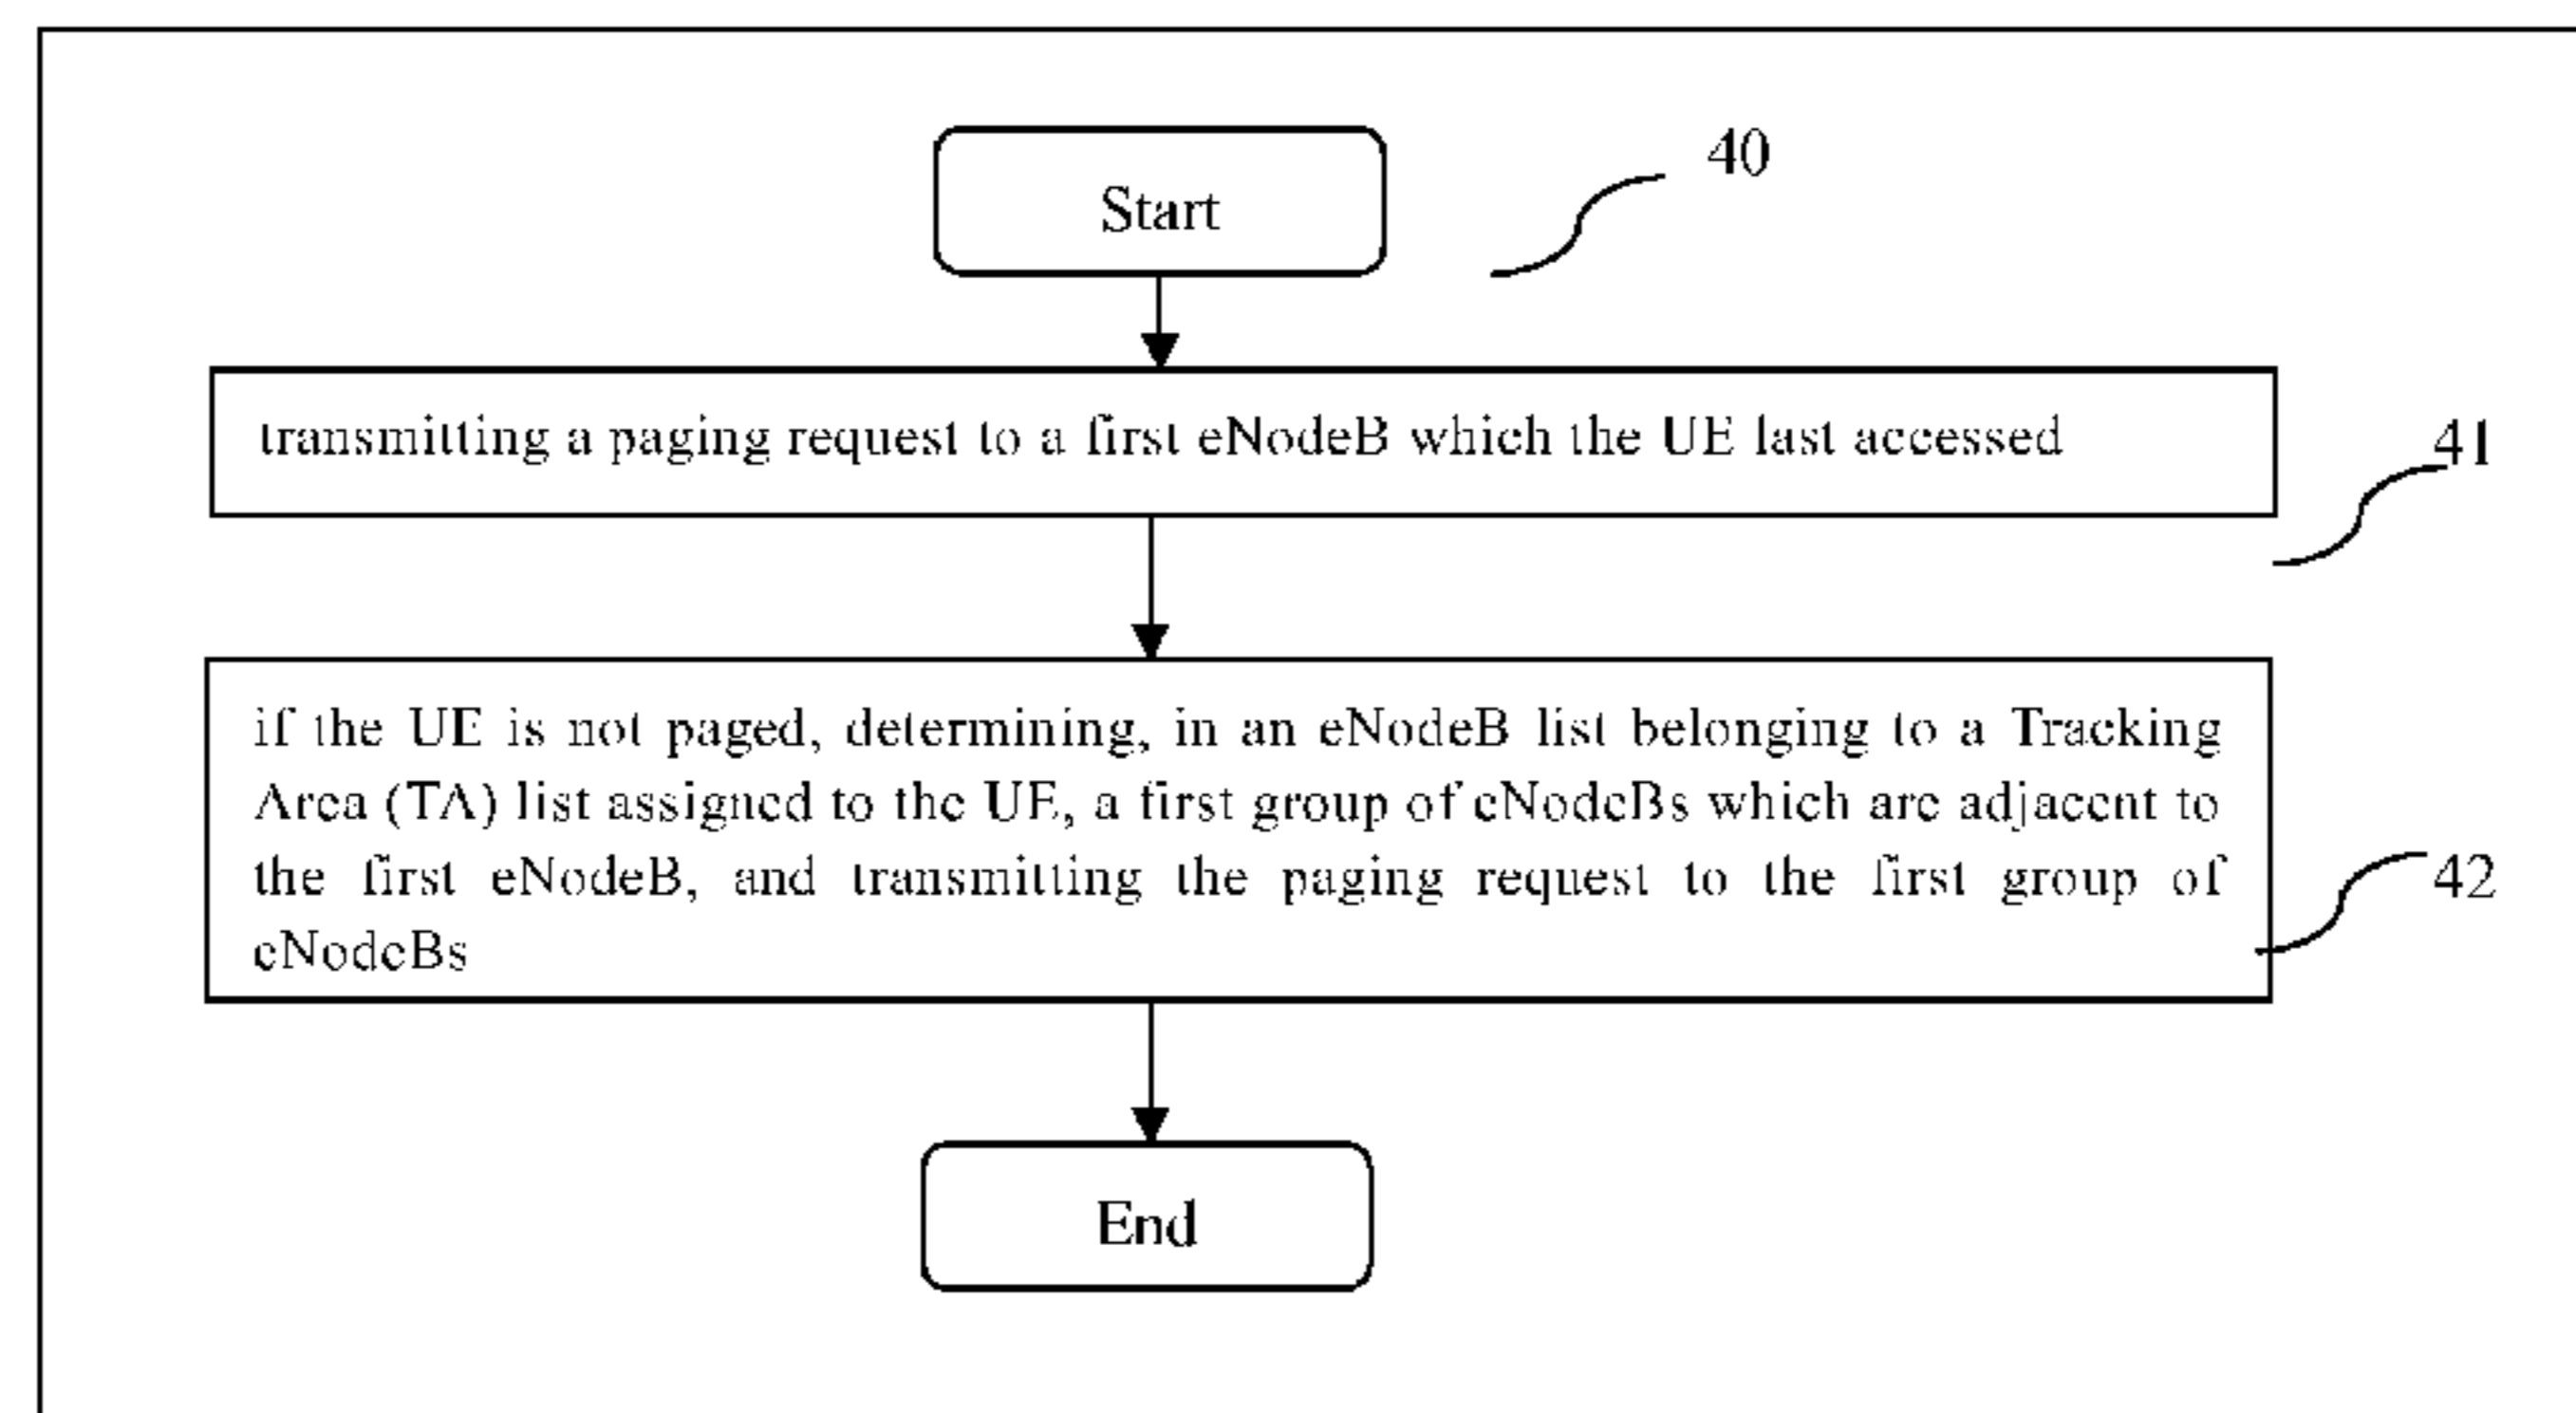 40
Start
transmitting a paging request to a first eNodeB which the UE last accessed
41
if the UE is not paged, determining, in an eNodeB list belonging to a Tracking
Area (TA) list assigned to the UE, a first group of eNodeBs which are adjacent to
the first eNodeB, and transmitting the paging request to the first group of
eNodeBs
42
End